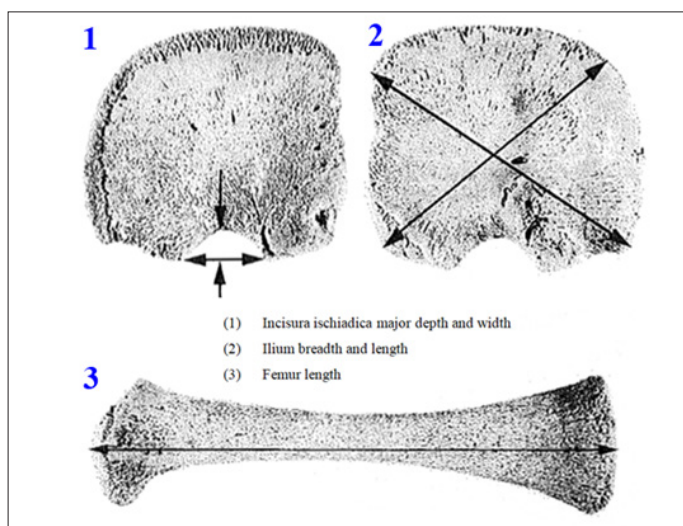 1
2
(1) Incisura ischiadica major depth and width
(2) Ilium breadth and length
(3) Femur length
3